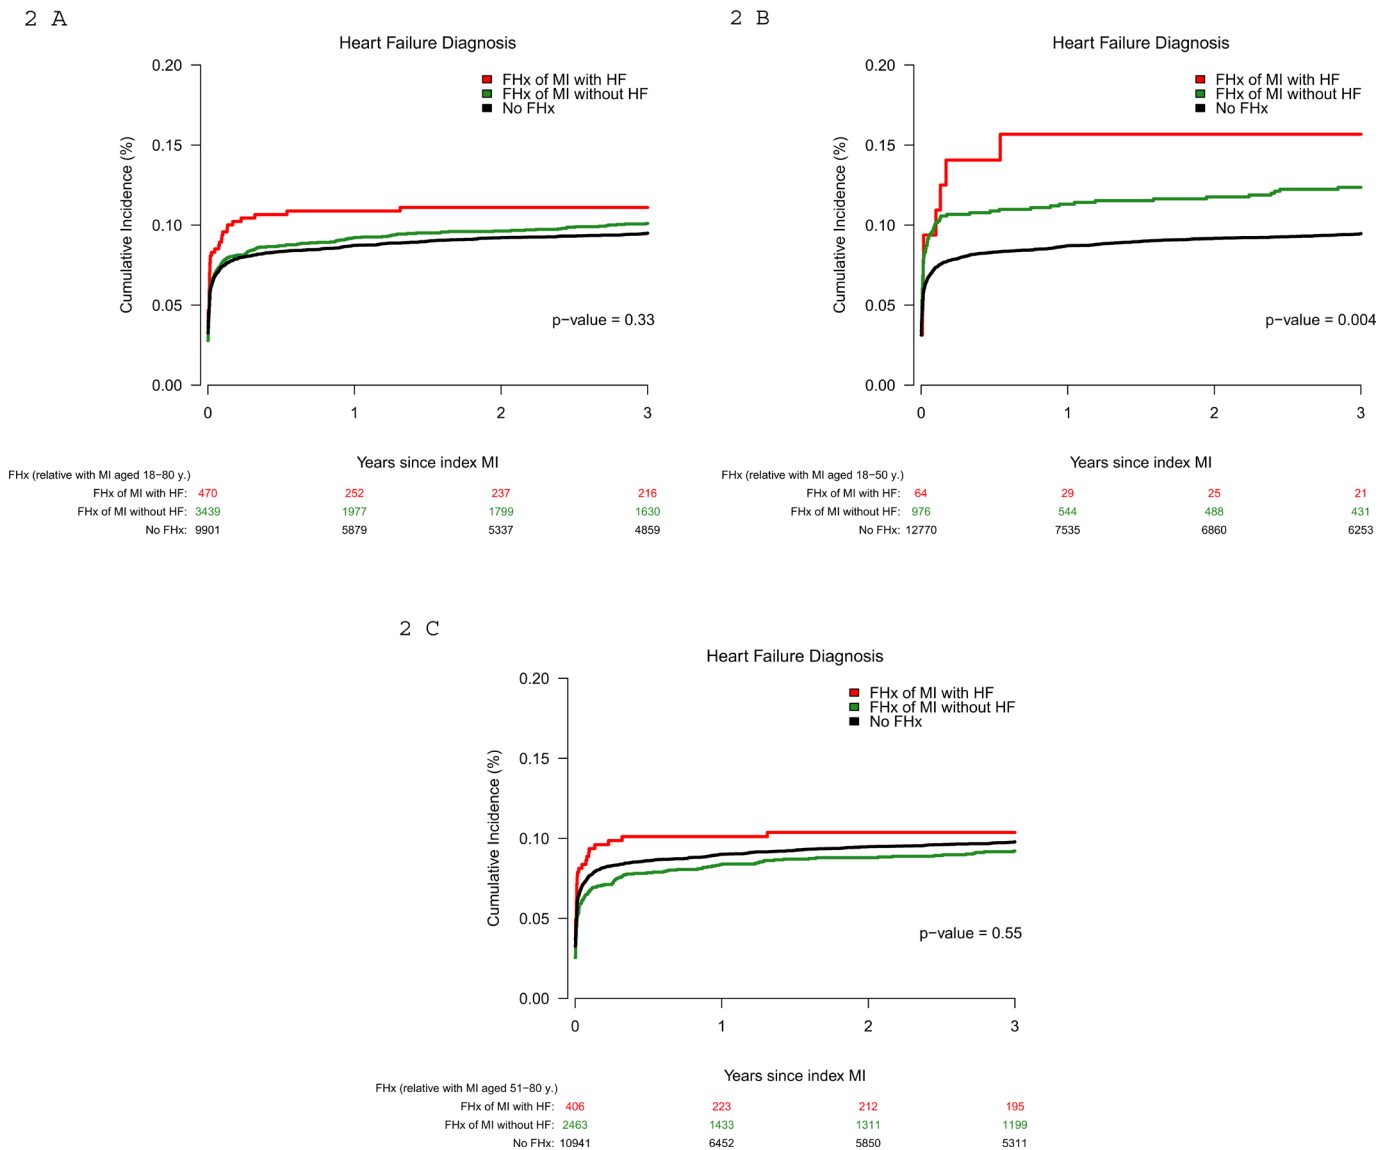 2 A
Heart Failure Diagnosis
FHx of MI with HF
FHx of MI without HF
No FHx
Cumulative Incidence (%)
0.20
0.15
0.10
0.05
0.00
p−value = 0.33
0 1 2 3
Years since index MI
FHx (relative with MI aged 18−80 y.)
FHx of MI with HF: 470 252 237 216
FHx of MI without HF: 3439 1977 1799 1630
No FHx: 9901 5879 5337 4859
2 B
Heart Failure Diagnosis
FHx of MI with HF
FHx of MI without HF
No FHx
Cumulative Incidence (%)
0.20
0.15
0.10
0.05
0.00
p−value = 0.004
0 1 2 3
Years since index MI
FHx (relative with MI aged 18−50 y.)
FHx of MI with HF: 64 29 25 21
FHx of MI without HF: 976 544 488 431
No FHx: 12770 7535 6860 6253
2 C
Heart Failure Diagnosis
FHx of MI with HF
FHx of MI without HF
No FHx
Cumulative Incidence (%)
0.20
0.15
0.10
0.05
0.00
p−value = 0.55
0 1 2 3
Years since index MI
FHx (relative with MI aged 51−80 y.)
FHx of MI with HF: 406 223 212 195
FHx of MI without HF: 2463 1433 1311 1199
No FHx: 10941 6452 5850 5311